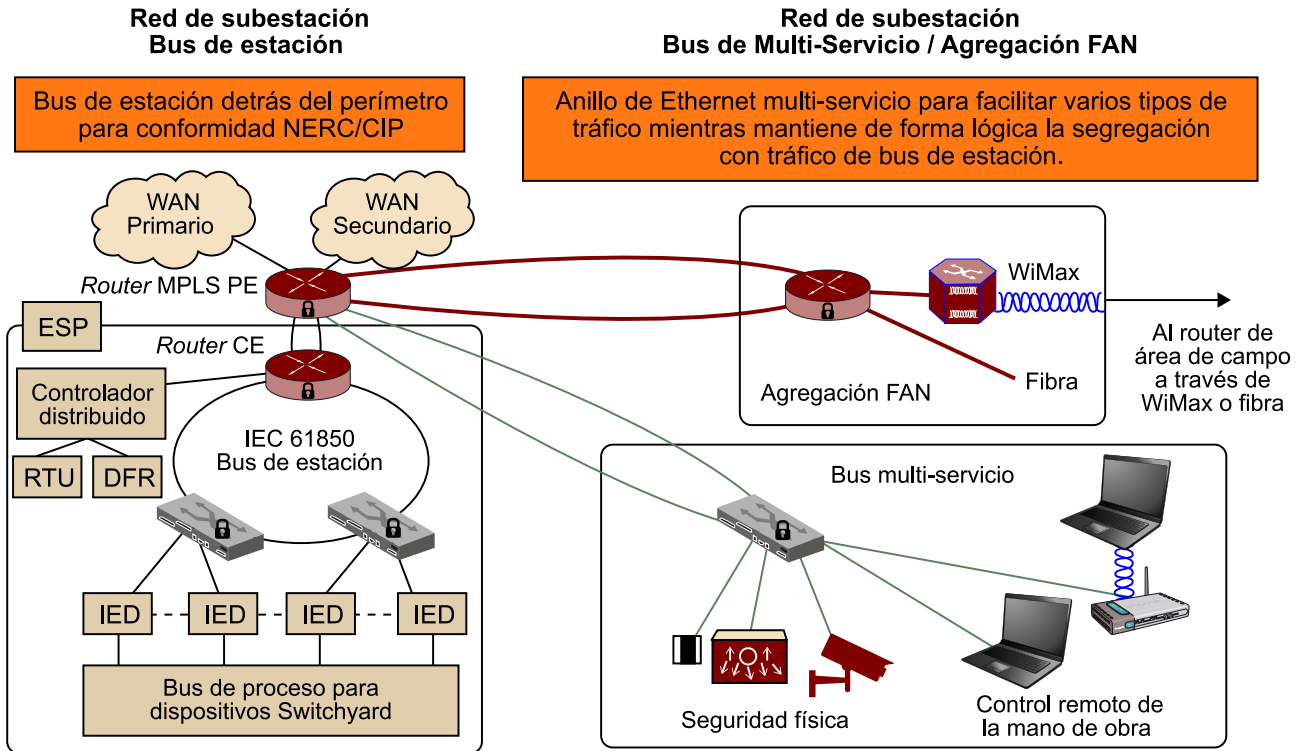 Red de subestación
Bus de estación
Red de subestación
Bus de Multi-Servicio / Agregación FAN
Bus de estación detrás del perímetro
para conformidad NERC/CIP
Anillo de Ethernet multi-servicio para facilitar varios tipos de
tráfico mientras mantiene de forma lógica la segregación
con tráfico de bus de estación.
WAN
Primario
WAN
Secundario
Router MPLS PE
ESP
Router CE
Controlador
distribuido
RTU
DFR
IEC 61850
Bus de estación
IED
IED
IED
IED
Bus de proceso para
dispositivos Switchyard
WiMax
Fibra
Agregación FAN
Al router de
área de campo
a través de
WiMax o fibra
Bus multi-servicio
Seguridad física
Control remoto de
la mano de obra